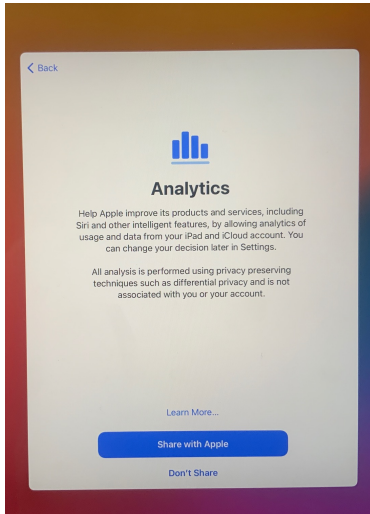 Back
Analytics
Help Apple improve its products and services, including
Siri and other intelligent features, by allowing analytics of
usage and data from your iPad and iCloud account. You
can change your decision later in Settings.
All analysis is performed using privacy preserving
techniques such as differential privacy and is not
associated with you or your account.
Learn More...
Share with Apple
Don't Share